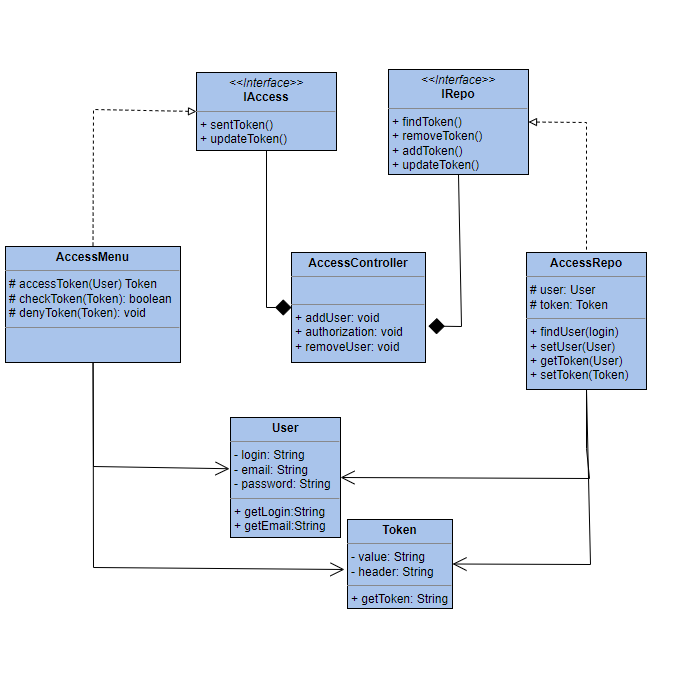 <<Interface>>
IAccess
+ sentToken()
+ updateToken()
<<Interface>>
IRepo
+ findToken()
+ removeToken()
+ addToken()
+ updateToken()
AccessMenu
# accessToken(User) Token
# checkToken(Token): boolean
# denyToken(Token): void
AccessController
+ addUser: void
+ authorization: void
+ removeUser: void
AccessRepo
# user: User
# token: Token
+ findUser(login)
+ setUser(User)
+ getToken(User)
+ setToken(Token)
User
- login: String
- email: String
- password: String
+ getLogin:String
+ getEmail:String
Token
- value: String
- header: String
+ getToken: String